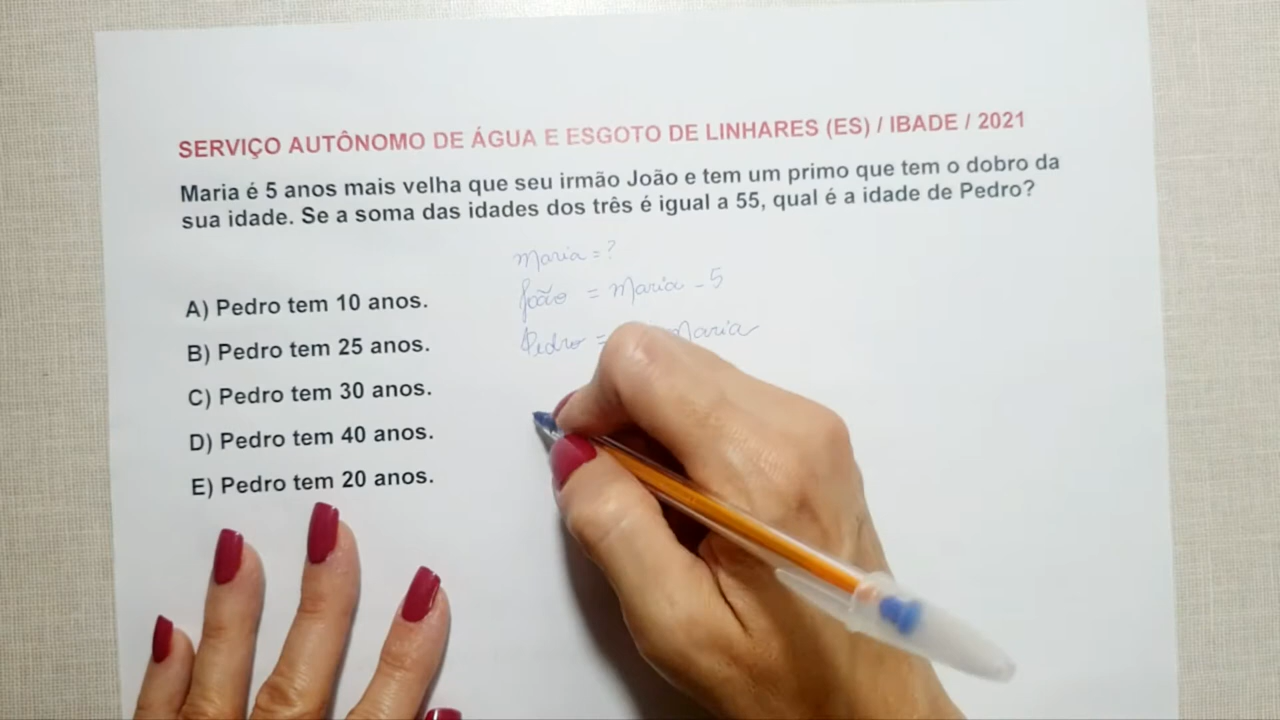 SERVIÇO AUTÔNOMO DE ÁGUA E ESGOTO DE LINHARES (ES) / IBADE / 2021
Maria é 5 anos mais velha que seu irmão João e tem um primo que tem o dobro da
sua idade. Se a soma das idades dos três é igual a 55, qual é a idade de Pedro?
Maria = ?
João = Maria - 5
Pedro = Maria
A) Pedro tem 10 anos.
B) Pedro tem 25 anos.
C) Pedro tem 30 anos.
D) Pedro tem 40 anos.
E) Pedro tem 20 anos.